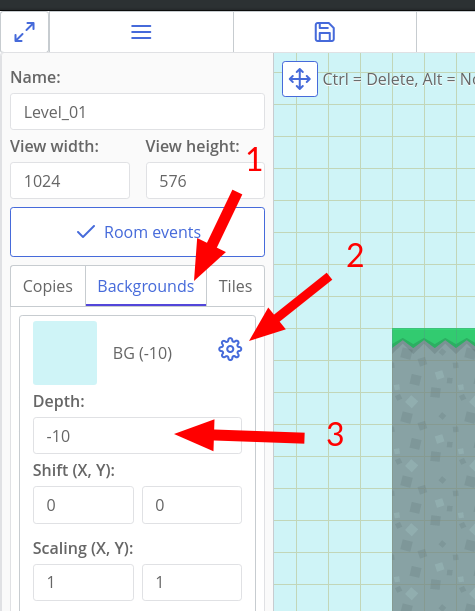 Name:
Ctrl = Delete, Alt = No
Level_01
View width: View height:
1
1024 576
Room events
2
Copies Backgrounds Tiles
BG (-10)
Depth:
-10
3
Shift (X, Y):
0 0
Scaling (X, Y):
1 1